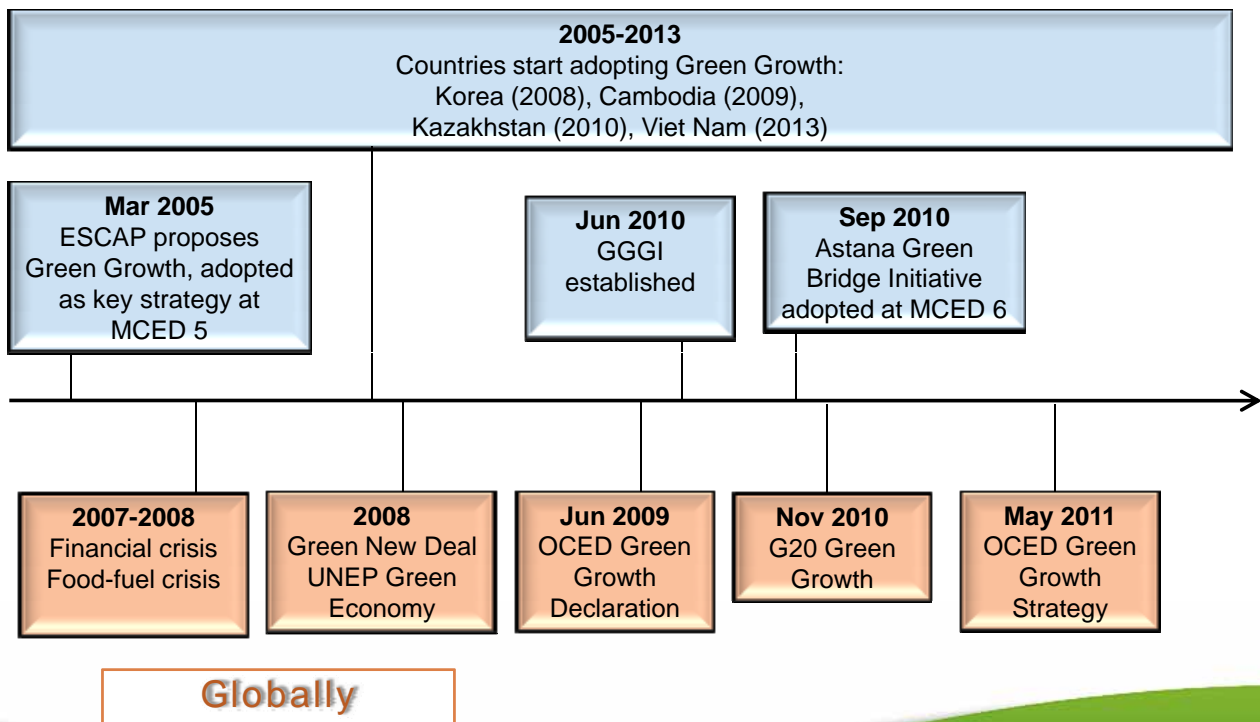 2005-2013
Countries start adopting Green Growth:
Korea (2008), Cambodia (2009),
Kazakhstan (2010), Viet Nam (2013)
Mar 2005
ESCAP proposes
Green Growth, adopted
as key strategy at
MCED 5
Jun 2010
GGGI
established
Sep 2010
Astana Green
Bridge Initiative
adopted at MCED 6
2007-2008
Financial crisis
Food-fuel crisis
2008
Green New Deal
UNEP Green
Economy
Jun 2009
OCED Green
Growth
Declaration
Nov 2010
G20 Green
Growth
May 2011
OCED Green
Growth
Strategy
Globally